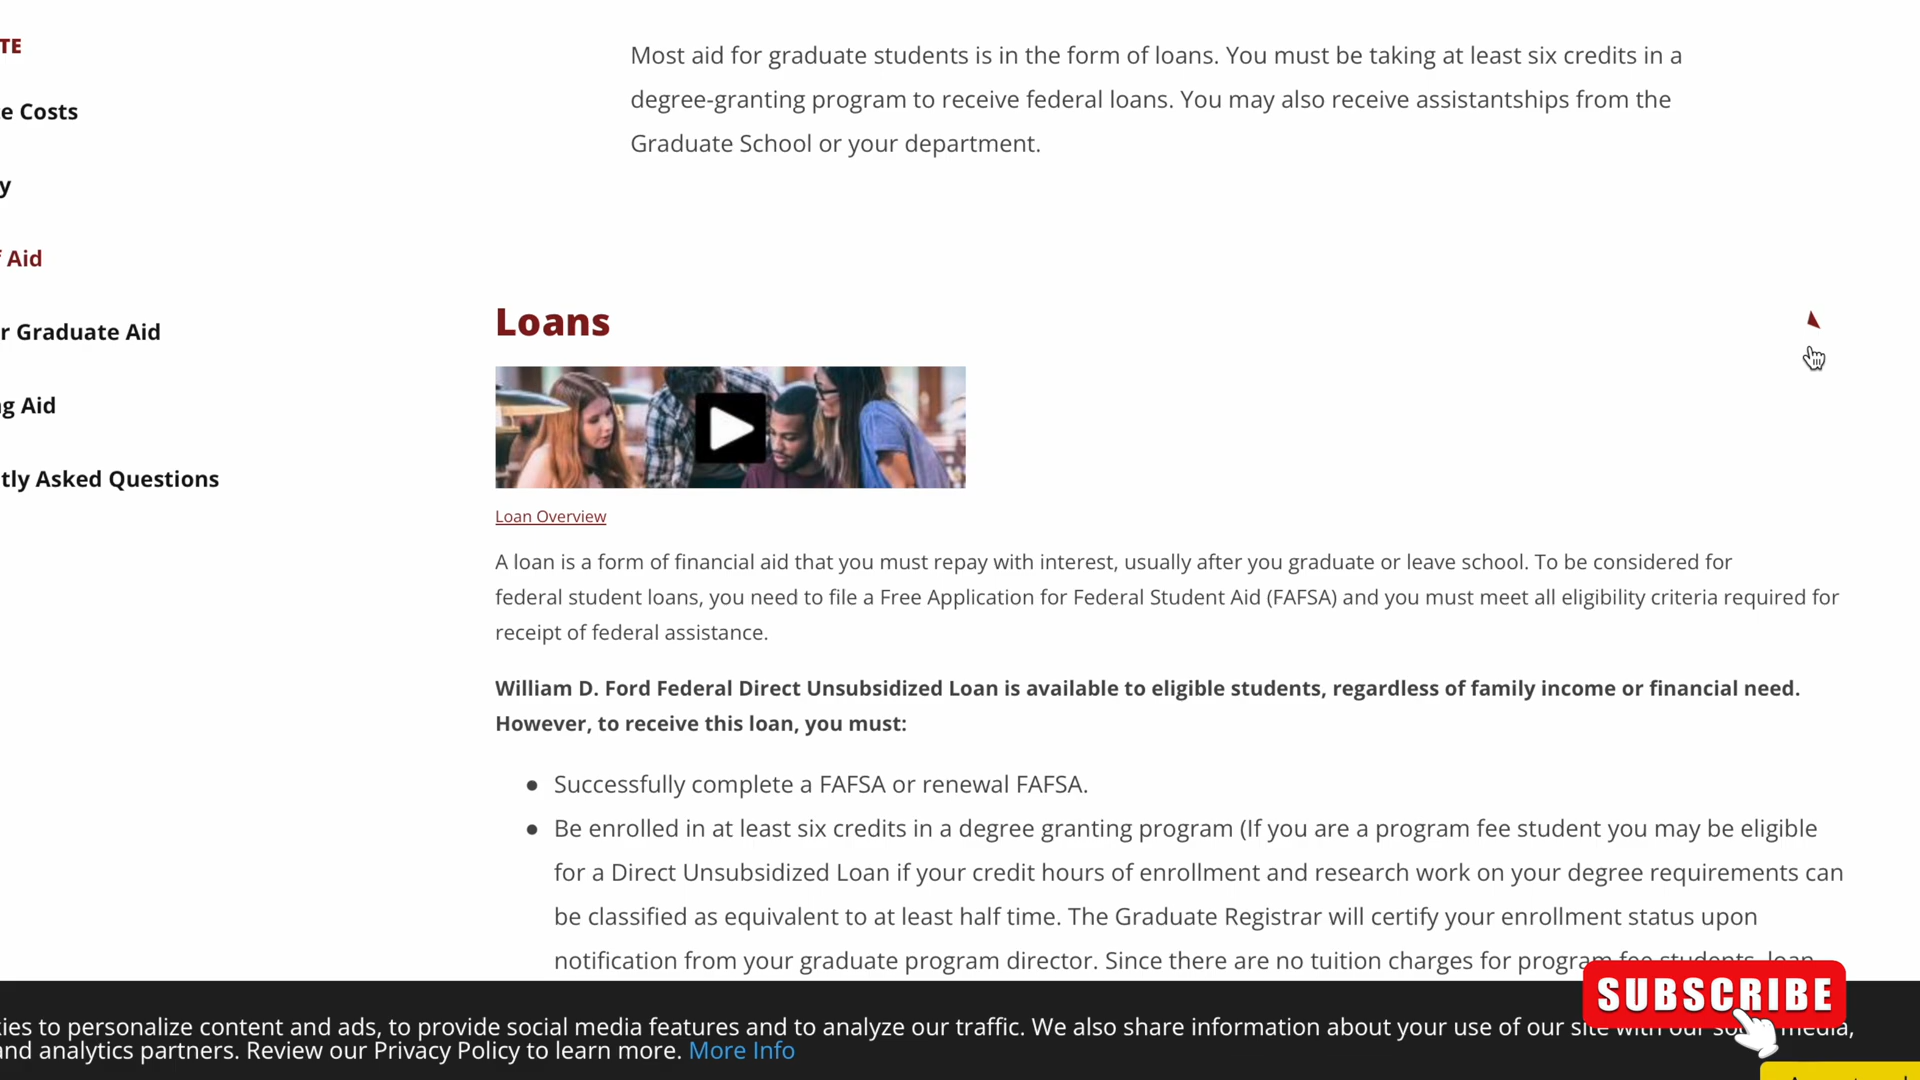 TE
e Costs
y
f Aid
r Graduate Aid
g Aid
tly Asked Questions
Most aid for graduate students is in the form of loans. You must be taking at least six credits in a
degree-granting program to receive federal loans. You may also receive assistantships from the
Graduate School or your department.
Loans
Loan Overview
A loan is a form of financial aid that you must repay with interest, usually after you graduate or leave school. To be considered for
federal student loans, you need to file a Free Application for Federal Student Aid (FAFSA) and you must meet all eligibility criteria required for
receipt of federal assistance.
William D. Ford Federal Direct Unsubsidized Loan is available to eligible students, regardless of family income or financial need.
However, to receive this loan, you must:
● Successfully complete a FAFSA or renewal FAFSA.
● Be enrolled in at least six credits in a degree granting program (If you are a program fee student you may be eligible
for a Direct Unsubsidized Loan if your credit hours of enrollment and research work on your degree requirements can
be classified as equivalent to at least half time. The Graduate Registrar will certify your enrollment status upon
notification from your graduate program director. Since there are no tuition charges for program fee students, loan
SUBSCRIBE
ies to personalize content and ads, to provide social media features and to analyze our traffic. We also share information about your use of our site with our social media,
and analytics partners. Review our Privacy Policy to learn more. More Info